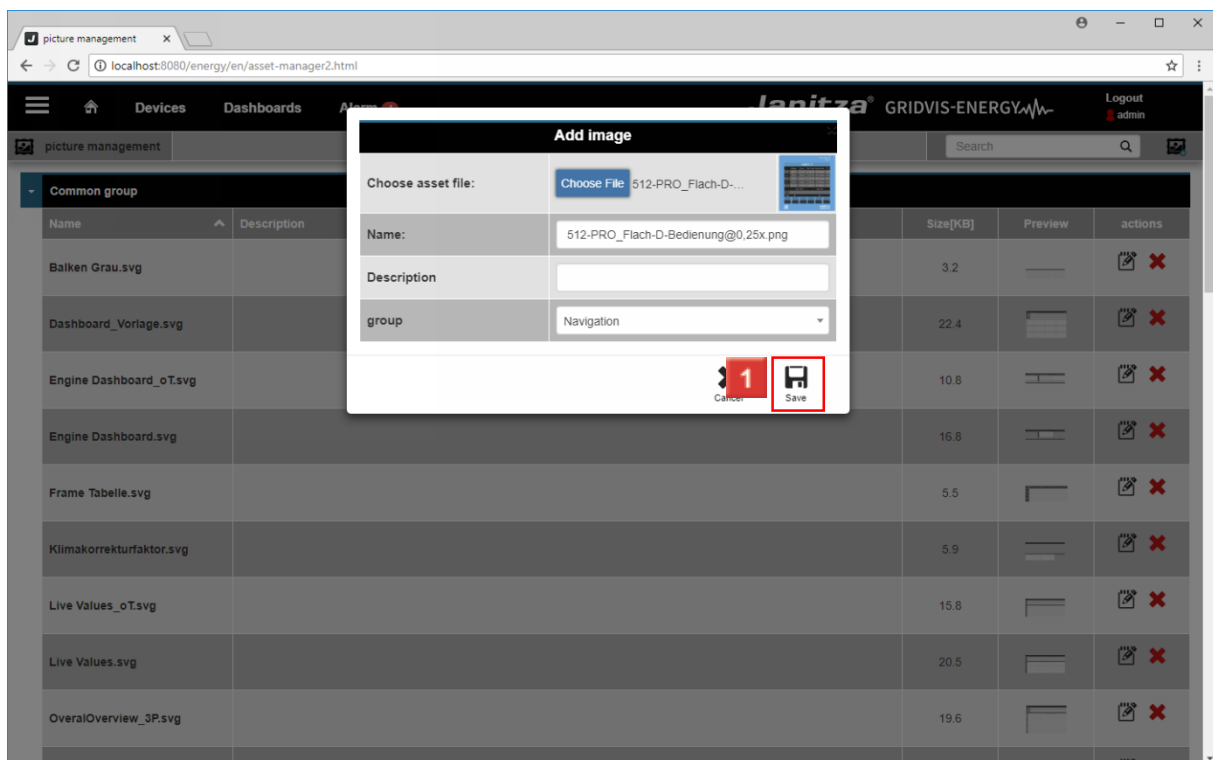 picture management
localhost:8080/energy/en/asset-manager2.html
Devices
Dashboards
Alarm
Janitza® GRIDVIS-ENERGY
Logout
admin
picture management
Search
Add image
Choose asset file:
Choose File 512-PRO_Flach-D-...
Name:
512-PRO_Flach-D-Bedienung@0,25x.png
Description
group
Navigation
1
Cancel
Save
Common group
Name
Description
Size[KB]
Preview
actions
Balken Grau.svg
3.2
Dashboard_Vorlage.svg
22.4
Engine Dashboard_oT.svg
10.8
Engine Dashboard.svg
16.8
Frame Tabelle.svg
5.5
Klimakorrekturfaktor.svg
5.9
Live Values_oT.svg
15.8
Live Values.svg
20.5
OveralOverview_3P.svg
19.6